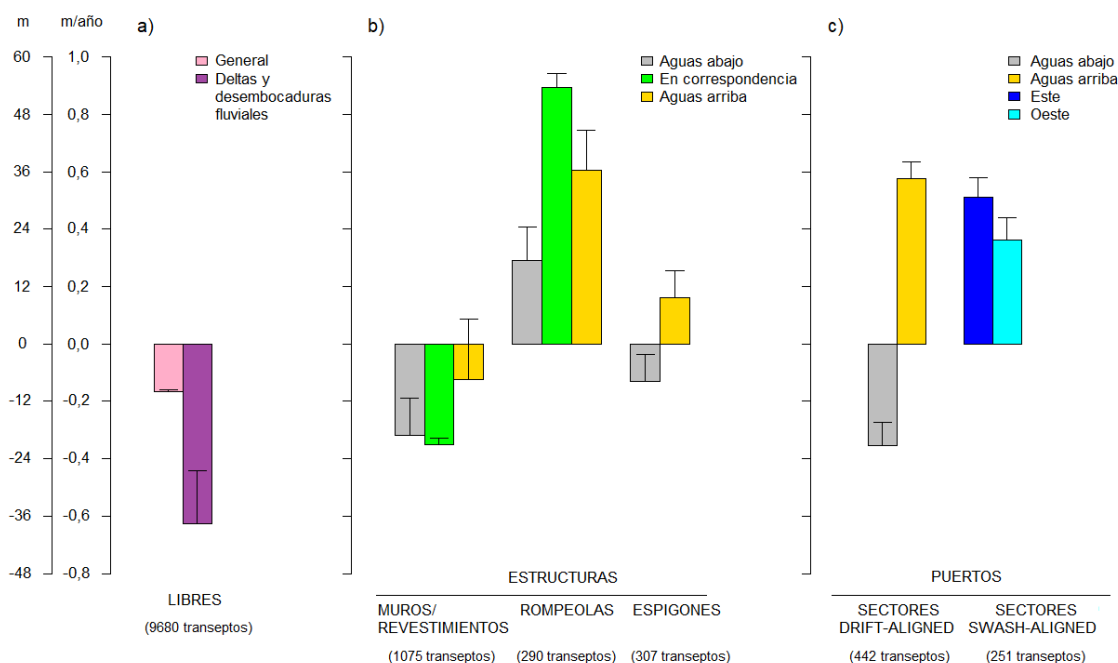 m
m/año
a)
b)
c)
60
48
36
24
12
0
-12
-24
-36
-48
1,0
0,8
0,6
0,4
0,2
0,0
-0,2
-0,4
-0,6
-0,8
General
Deltas y
desembocaduras
fluviales
Aguas abajo
En correspondencia
Aguas arriba
Aguas abajo
Aguas arriba
Este
Oeste
LIBRES
(9680 transeptos)
ESTRUCTURAS
MUROS/
REVESTIMIENTOS
(1075 transeptos)
ROMPEOLAS
(290 transeptos)
ESPIGONES
(307 transeptos)
PUERTOS
SECTORES
DRIFT-ALIGNED
(442 transeptos)
SECTORES
SWASH-ALIGNED
(251 transeptos)